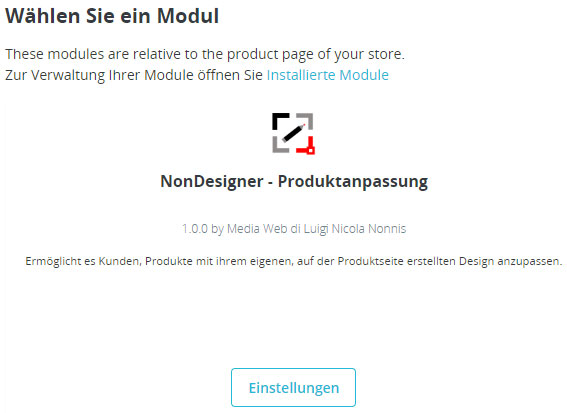 Wählen Sie ein Modul
These modules are relative to the product page of your store.
Zur Verwaltung Ihrer Module öffnen Sie Installierte Module
NonDesigner - Produktanpassung
1.0.0 by Media Web di Luigi Nicola Nonnis
Ermöglicht es Kunden, Produkte mit ihrem eigenen, auf der Produktseite erstellten Design anzupassen.
Einstellungen